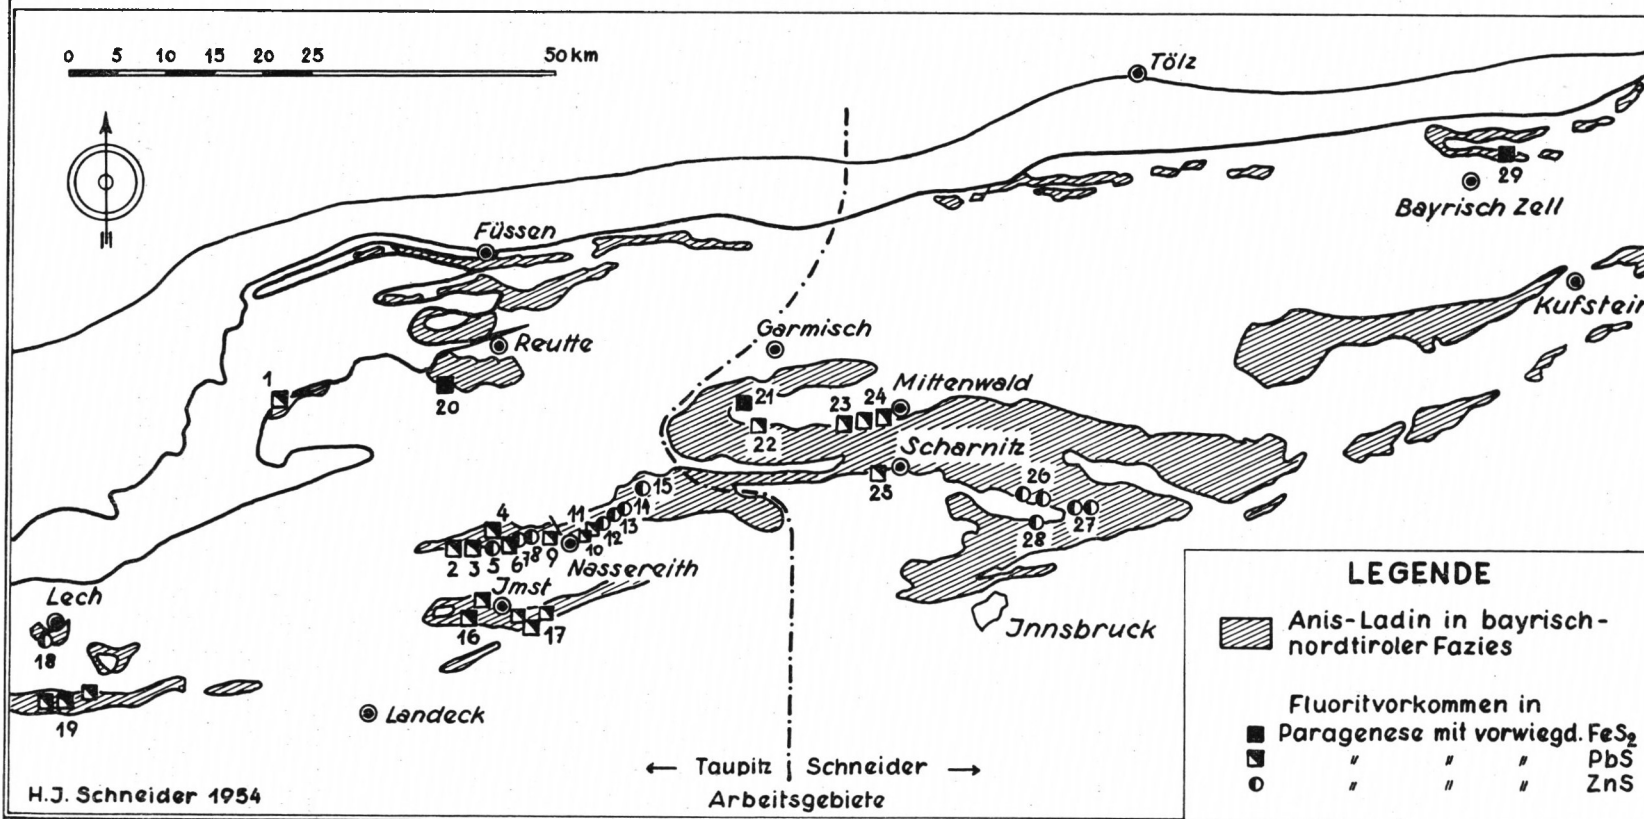 0 5 10 15 20 25 50 km
Tölz
29
Bayrisch Zell
Füssen
Kufstein
Garmisch
Reutte
1
20
21
22
23 24
Mittenwald
Scharnitz
25
26
27
28
15
14
13
12
11
10
4
2 3 5 6 7 8 9
Nassereith
Jmst
16
17
Lech
18
19
Landeck
Jnnsbruck
← Taupitz Schneider →
Arbeitsgebiete
H.J. Schneider 1954
LEGENDE
Anis-Ladin in bayrisch-
nordtiroler Fazies
Fluoritvorkommen in
Paragenese mit vorwiegd. FeS₂
" " " PbS
" " " ZnS